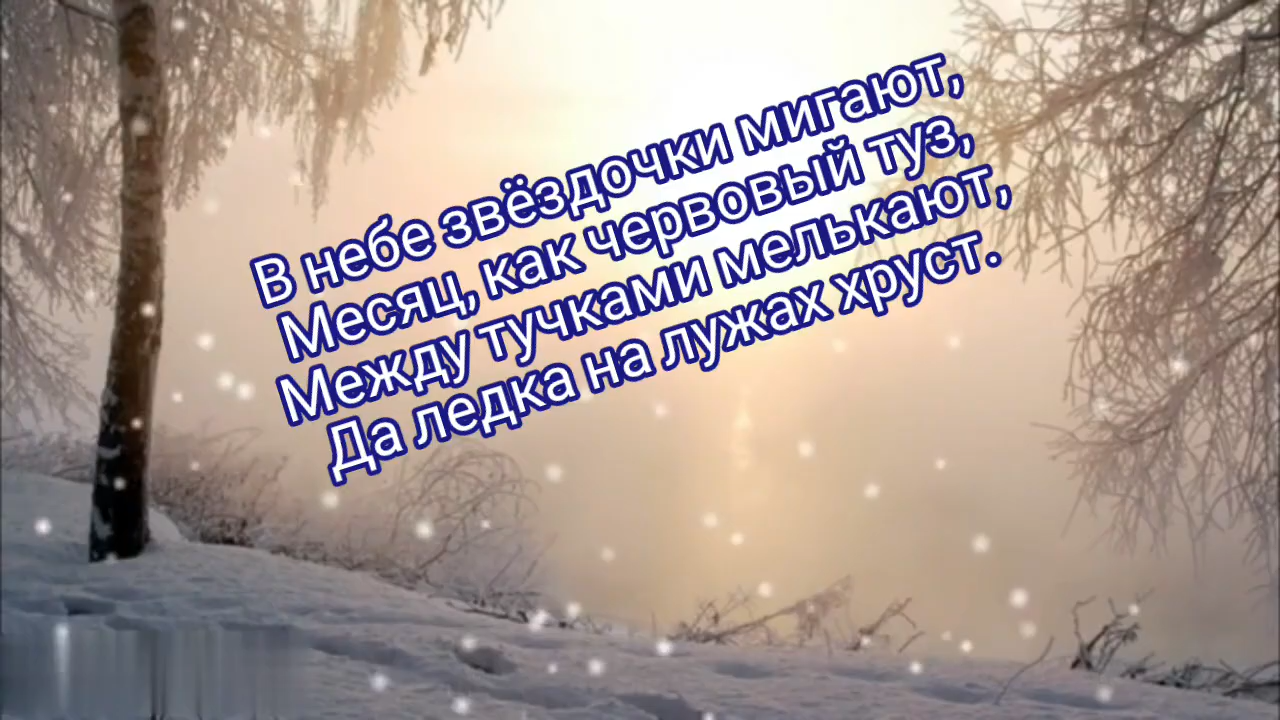 В небе звёздочки мигают,
Месяц, как червовый туз,
Между тучками мелькают,
Да ледка на лужах хруст.